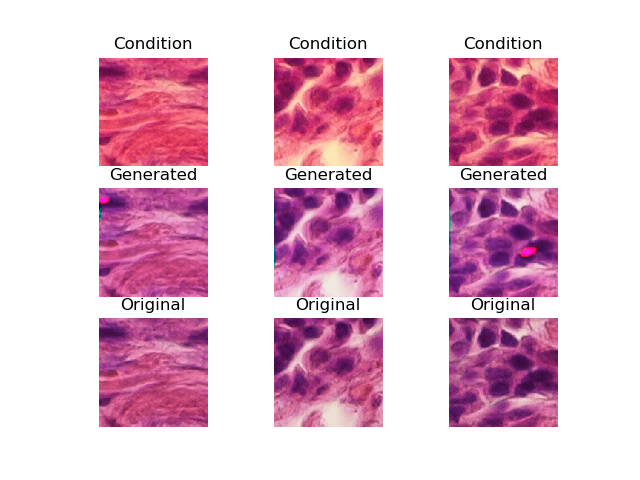 Condition Condition Condition
Generated Generated Generated
Original Original Original